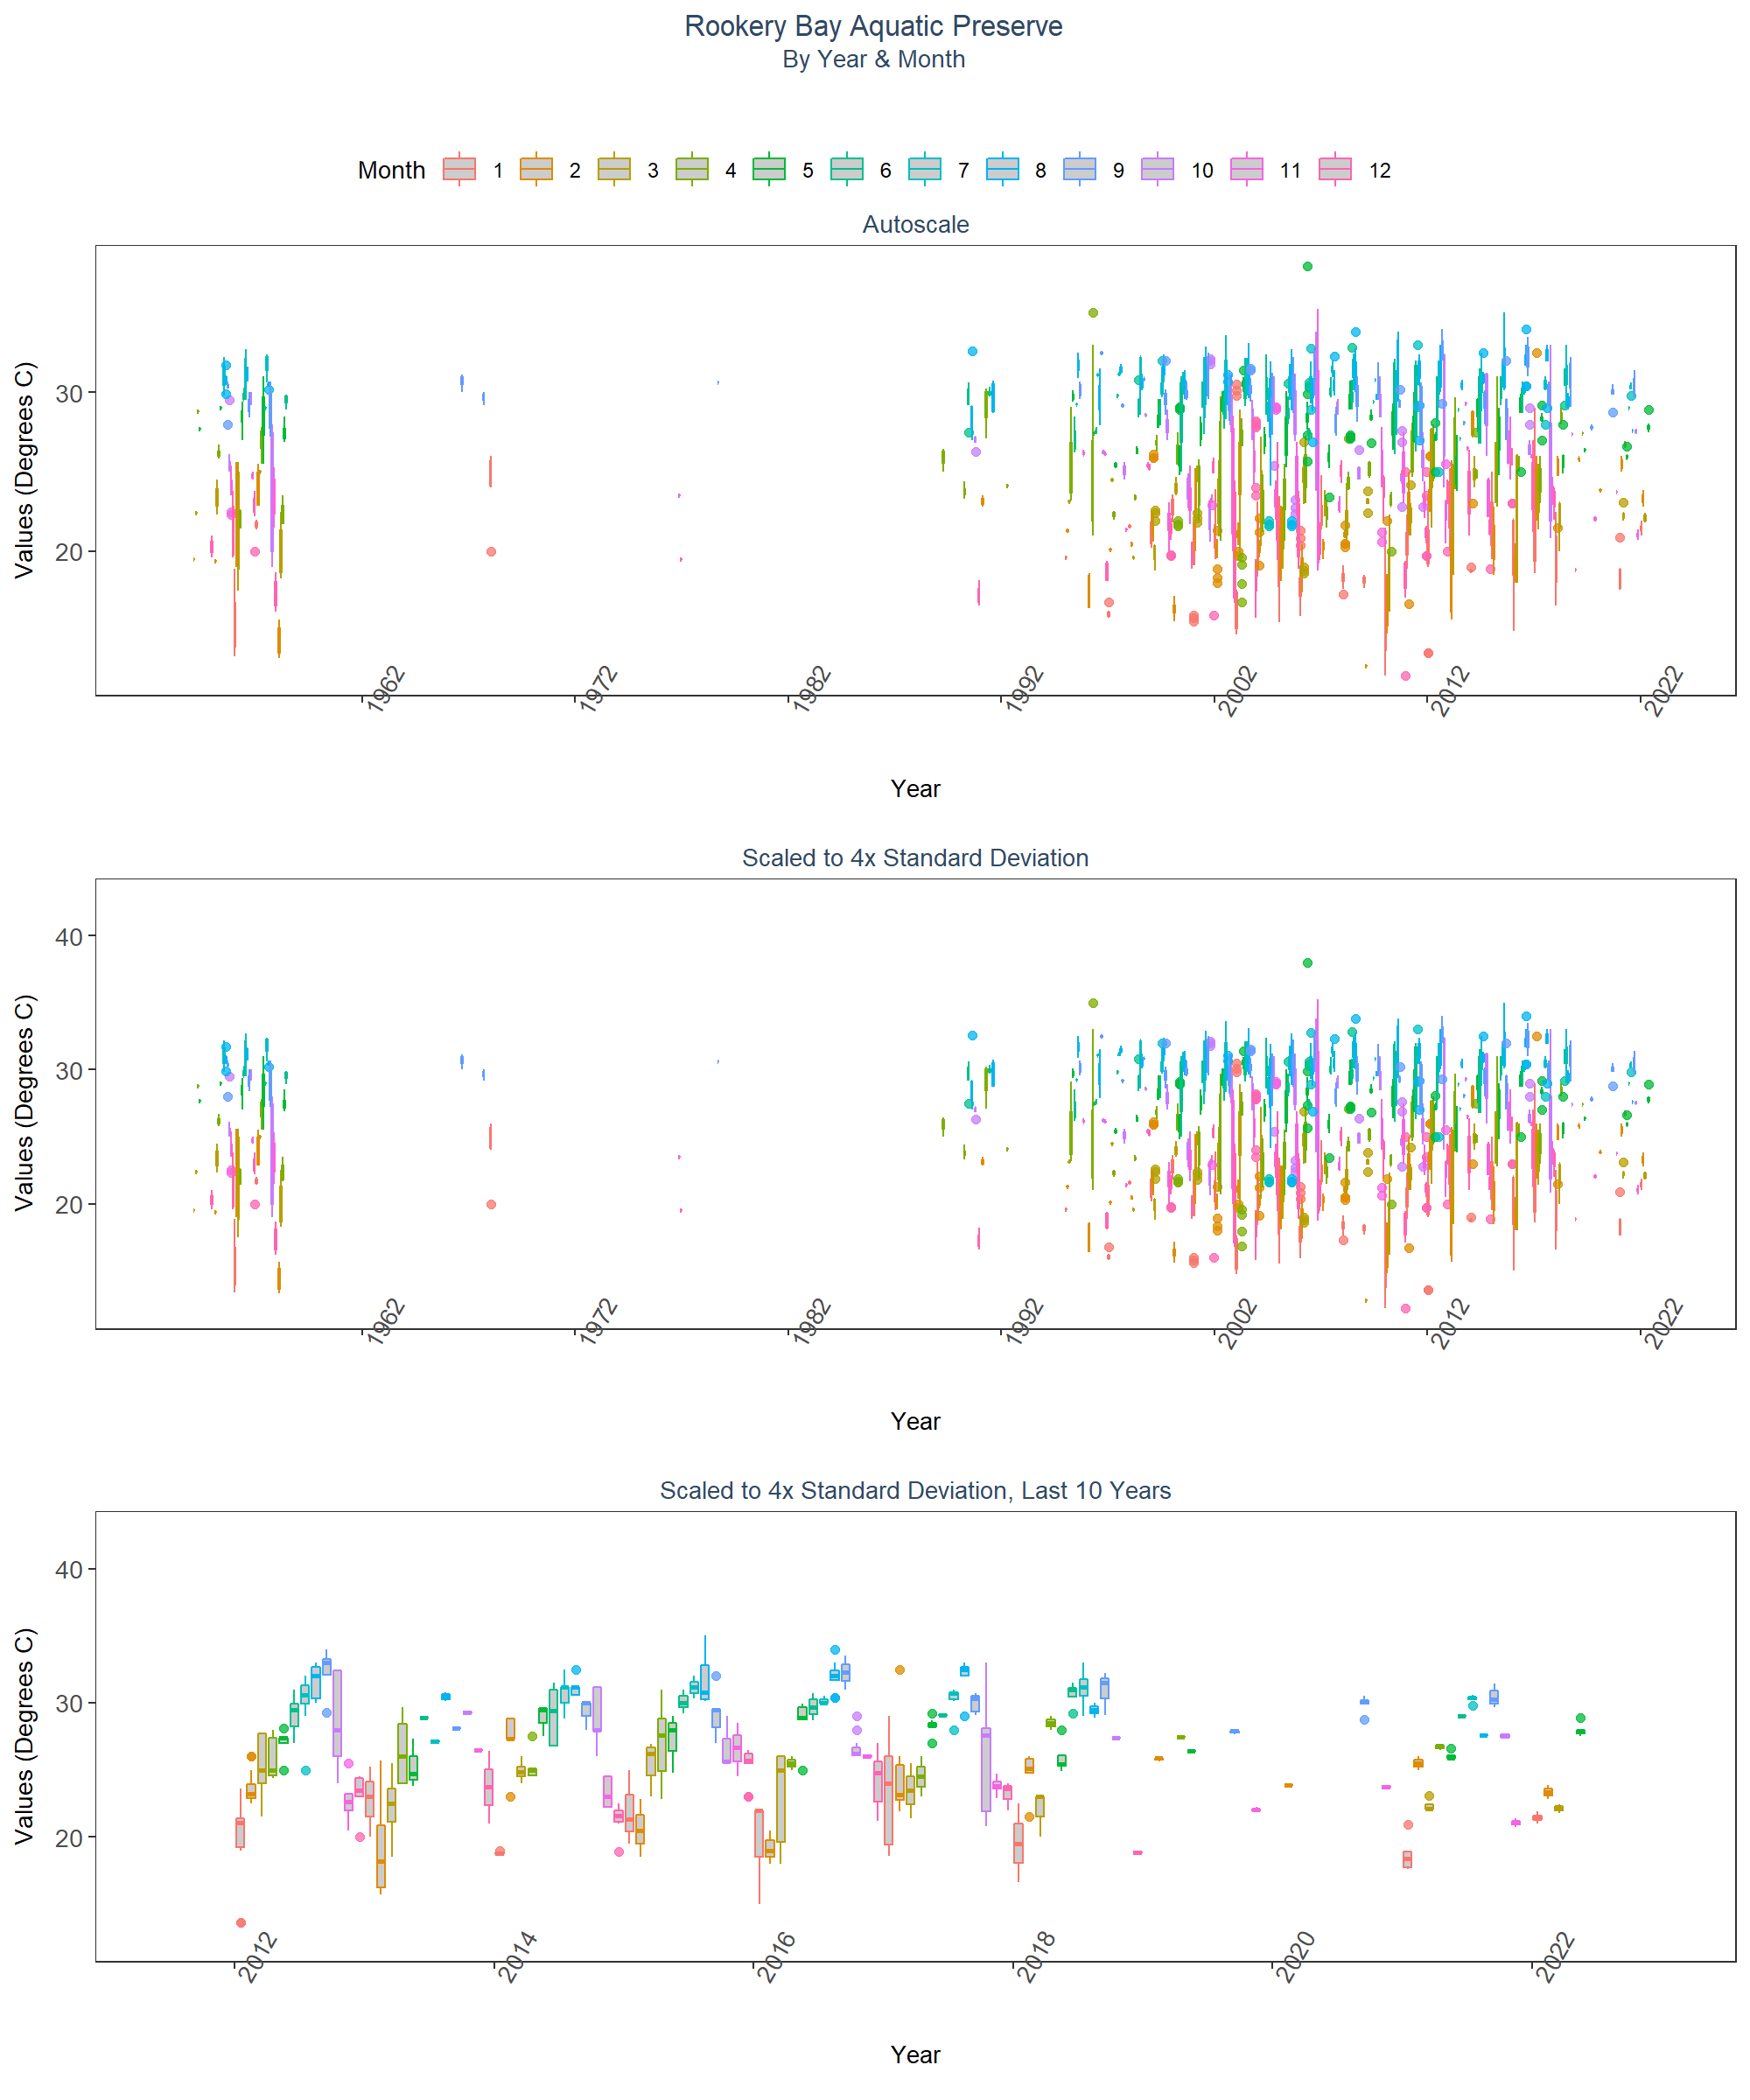 Rookery Bay Aquatic Preserve
By Year & Month
Month 1 2 3 4 5 6 7 8 9 10 11 12
Autoscale
Values (Degrees C)
30
20
1962 1972 1982 1992 2002 2012 2022
Year
Scaled to 4x Standard Deviation
Values (Degrees C)
40
30
20
1962 1972 1982 1992 2002 2012 2022
Year
Scaled to 4x Standard Deviation, Last 10 Years
Values (Degrees C)
40
30
20
2012 2014 2016 2018 2020 2022
Year